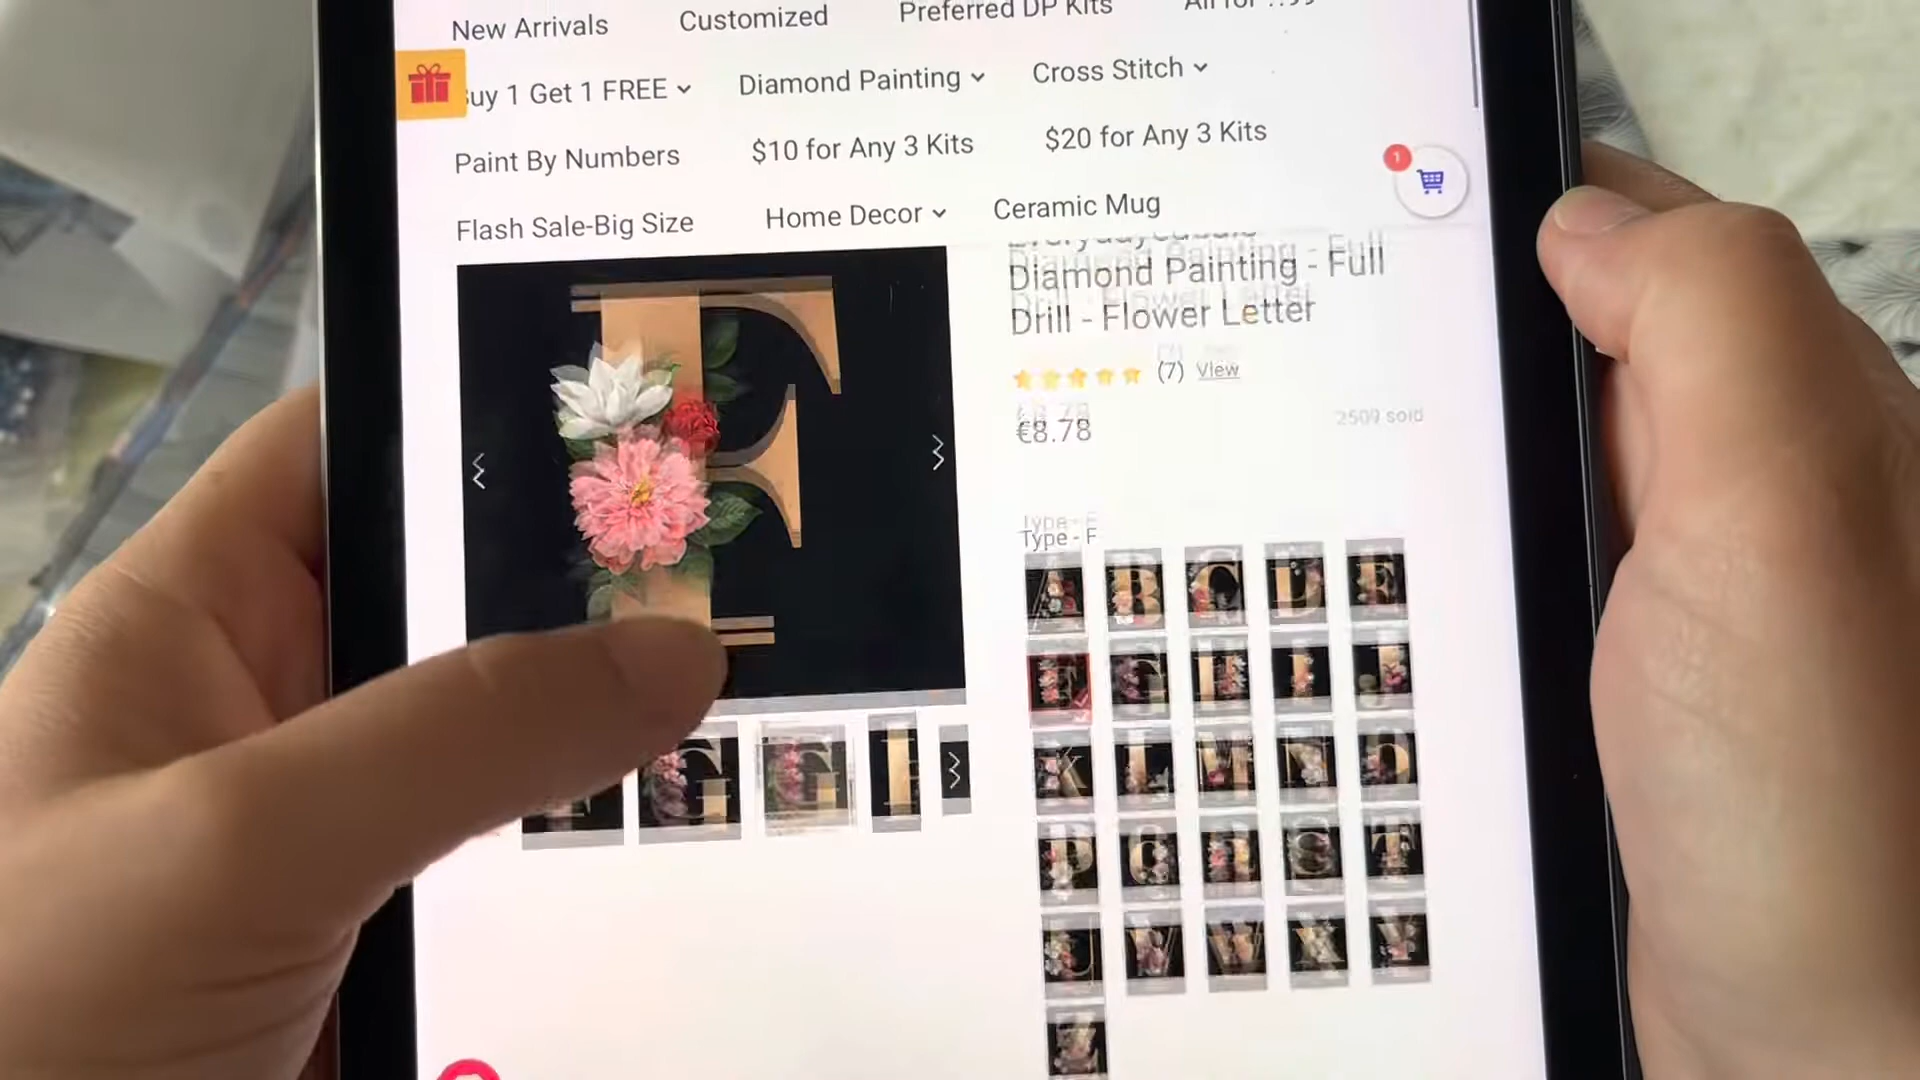 New Arrivals
Customized
Preferred DP Kits
Buy 1 Get 1 FREE
Diamond Painting
Cross Stitch
Paint By Numbers
$10 for Any 3 Kits
$20 for Any 3 Kits
1
Flash Sale-Big Size
Home Decor
Ceramic Mug
Diamond Painting - Full
Drill - Flower Letter
(7) View
€8.78
2509 sold
Type - F
F
A B C D E
F G H I J
K L M N O
P Q R S T
U V W X Y
Z